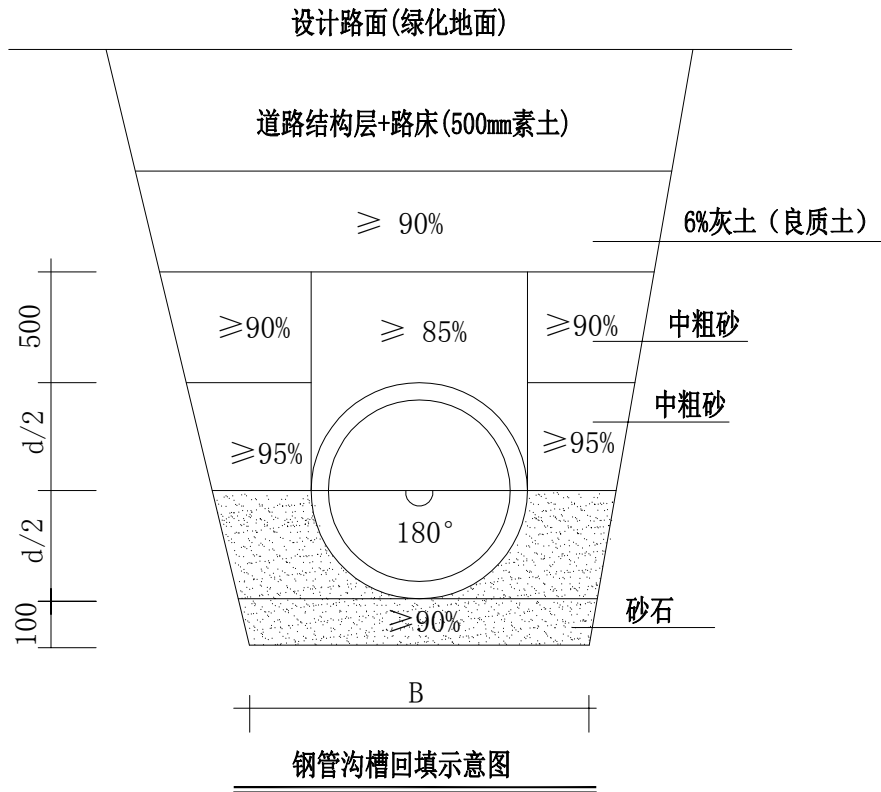 设计路面(绿化地面)
道路结构层+路床(500mm素土)
≥ 90%
6%灰土（良质土）
500
≥90%
≥ 85%
≥90%
中粗砂
d/2
≥95%
≥95%
中粗砂
d/2
180°
100
≥90%
砂石
B
钢管沟槽回填示意图